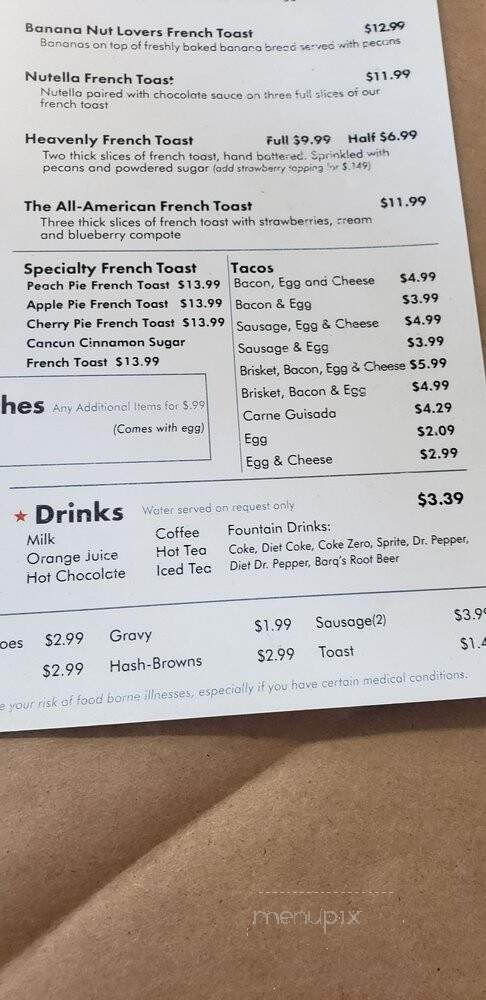 Banana Nut Lovers French Toast $12.99
Bananas on top of freshly baked banana bread served with pecans
Nutella French Toast $11.99
Nutella paired with chocolate sauce on three full slices of our
french toast
Heavenly French Toast Full $9.99 Half $6.99
Two thick slices of french toast, hand battered. Sprinkled with
pecans and powdered sugar (add strawberry topping for $.149)
The All-American French Toast $11.99
Three thick slices of french toast with strawberries, cream
and blueberry compote
Specialty French Toast
Peach Pie French Toast $13.99
Apple Pie French Toast $13.99
Cherry Pie French Toast $13.99
Cancun Cinnamon Sugar
French Toast $13.99
hes Any Additional Items for $.99
(Comes with egg)
Tacos
Bacon, Egg and Cheese $4.99
Bacon & Egg $3.99
Sausage, Egg & Cheese $4.99
Sausage & Egg $3.99
Brisket, Bacon, Egg & Cheese $5.99
Brisket, Bacon & Egg $4.99
Carne Guisada $4.29
Egg $2.09
Egg & Cheese $2.99
★ Drinks Water served on request only $3.39
Milk
Orange Juice
Hot Chocolate
Coffee
Hot Tea
Iced Tea
Fountain Drinks:
Coke, Diet Coke, Coke Zero, Sprite, Dr. Pepper,
Diet Dr. Pepper, Barq's Root Beer
oes $2.99 Gravy $1.99 Sausage(2) $3.9
$2.99 Hash-Browns $2.99 Toast $1.4
e your risk of food borne illnesses, especially if you have certain medical conditions.
menupix